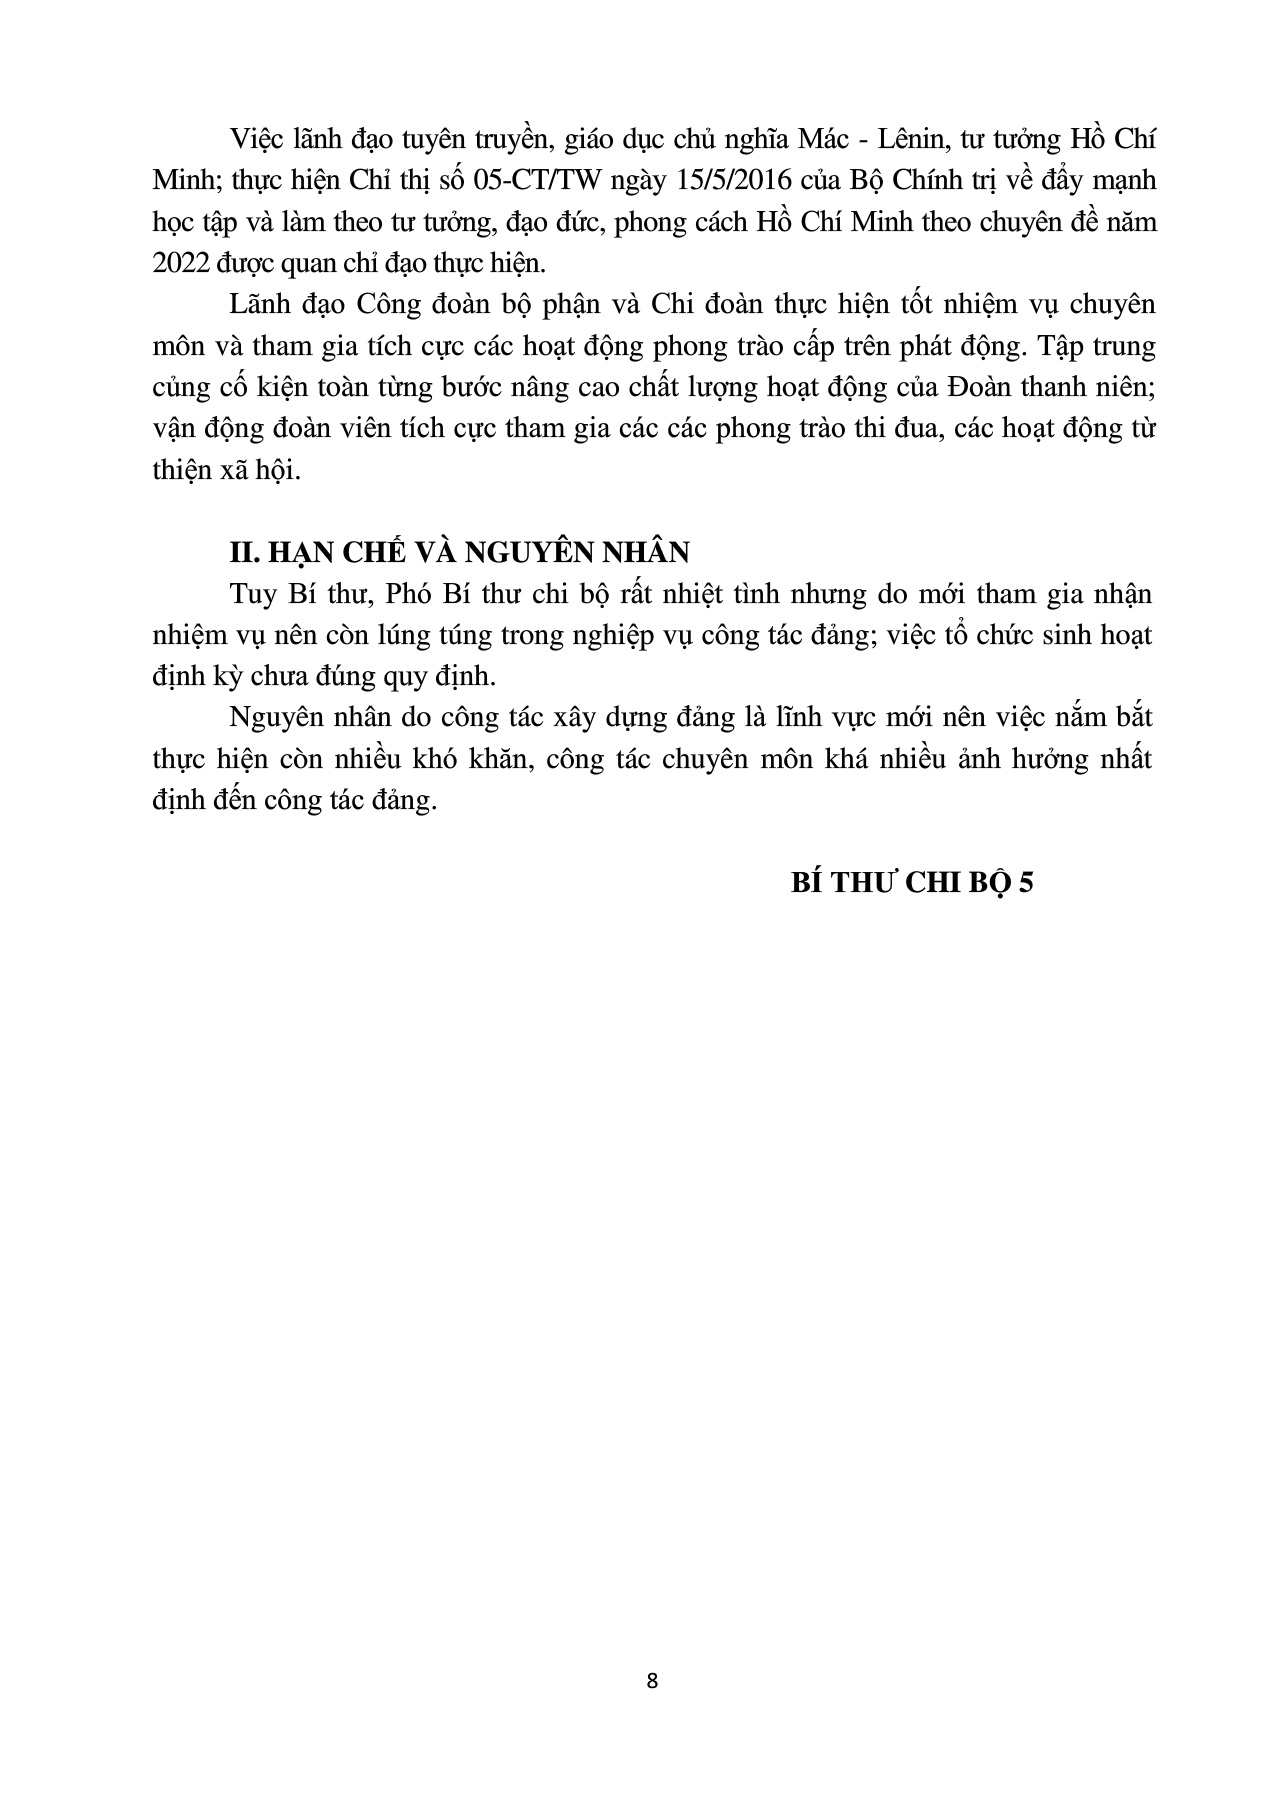 Việc lãnh đạo tuyên truyền, giáo dục chủ nghĩa Mác - Lênin, tư tưởng Hồ Chí
Minh; thực hiện Chỉ thị số 05-CT/TW ngày 15/5/2016 của Bộ Chính trị về đẩy mạnh
học tập và làm theo tư tưởng, đạo đức, phong cách Hồ Chí Minh theo chuyên đề năm
2022 được quan chỉ đạo thực hiện.
Lãnh đạo Công đoàn bộ phận và Chi đoàn thực hiện tốt nhiệm vụ chuyên
môn và tham gia tích cực các hoạt động phong trào cấp trên phát động. Tập trung
củng cố kiện toàn từng bước nâng cao chất lượng hoạt động của Đoàn thanh niên;
vận động đoàn viên tích cực tham gia các các phong trào thi đua, các hoạt động từ
thiện xã hội.
II. HẠN CHẾ VÀ NGUYÊN NHÂN
Tuy Bí thư, Phó Bí thư chi bộ rất nhiệt tình nhưng do mới tham gia nhận
nhiệm vụ nên còn lúng túng trong nghiệp vụ công tác đảng; việc tổ chức sinh hoạt
định kỳ chưa đúng quy định.
Nguyên nhân do công tác xây dựng đảng là lĩnh vực mới nên việc nắm bắt
thực hiện còn nhiều khó khăn, công tác chuyên môn khá nhiều ảnh hưởng nhất
định đến công tác đảng.
BÍ THƯ CHI BỘ 5
8